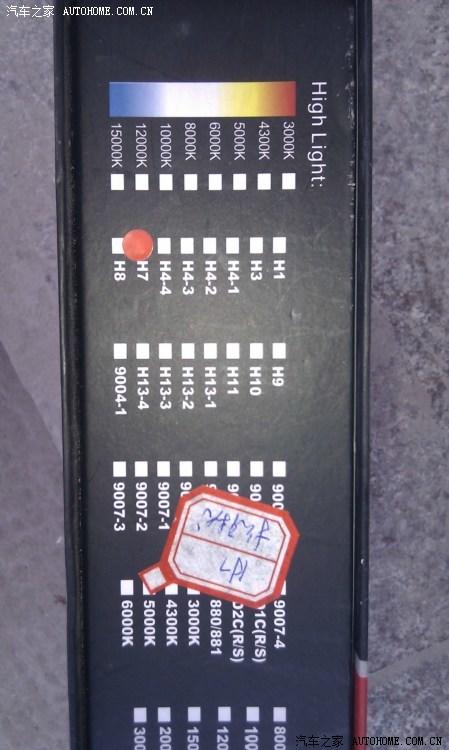 汽车之家 AUTOHOME.COM.CN
High Light:
3000K
4300K
5000K
6000K
8000K
10000K
12000K
15000K
H1 H9 9007-4
H3 H10
H4-1 H11 D2C(R/S)
H4-2 H13-1 880/881
H4-3 H13-2 3000K
H4-4 H13-3 9007-1 4300K
H7 H13-4 9007-2 5000K
H8 9004-1 9007-3 6000K
汽车之家 AUTOHOME.COM.CN